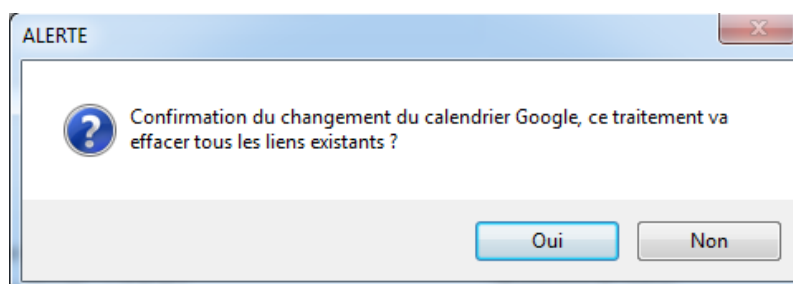 ALERTE
Confirmation du changement du calendrier Google, ce traitement va
effacer tous les liens existants ?
Oui
Non